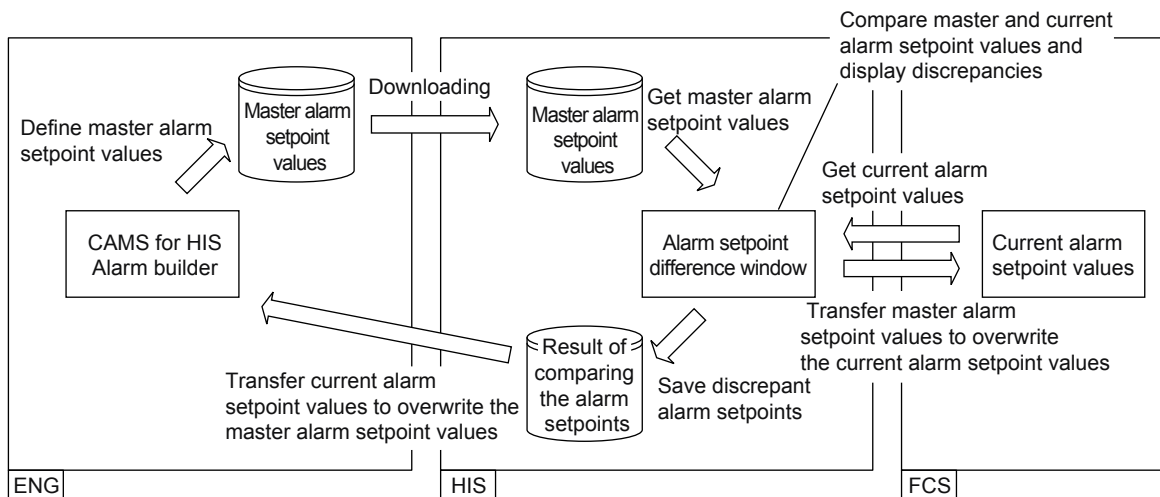 Compare master and current
alarm setpoint values and
display discrepancies
Define master alarm
setpoint values
Master alarm
setpoint
values
Downloading
Master alarm
setpoint
values
Get master alarm
setpoint values
Get current alarm
setpoint values
CAMS for HIS
Alarm builder
Alarm setpoint
difference window
Current alarm
setpoint values
Transfer master alarm
setpoint values to overwrite
the current alarm setpoint values
Transfer current alarm
setpoint values to overwrite the
master alarm setpoint values
Result of
comparing
the alarm
setpoints
Save discrepant
alarm setpoints
ENG
HIS
FCS